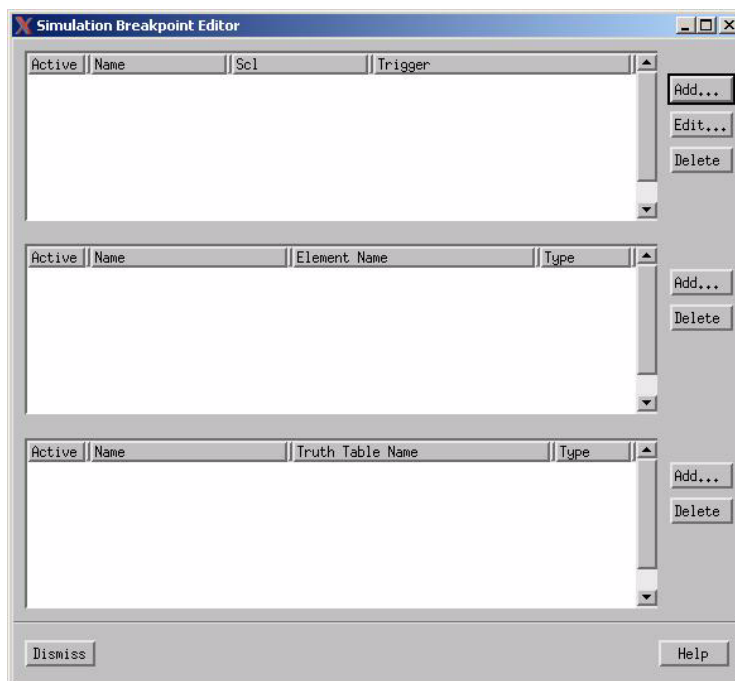 Simulation Breakpoint Editor
Active Name Scl Trigger
Add...
Edit...
Delete
Active Name Element Name Type
Add...
Delete
Active Name Truth Table Name Type
Add...
Delete
Dismiss Help